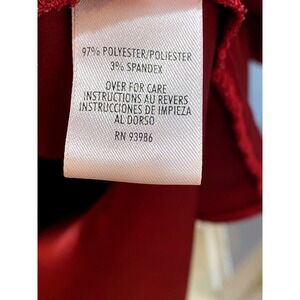 97% POLYESTER/POLIESTER
3% SPANDEX
OVER FOR CARE
INSTRUCTIONS AU REVERS
INSTRUCCIONES DE IMPIEZA
AL DORSO
RN 93986